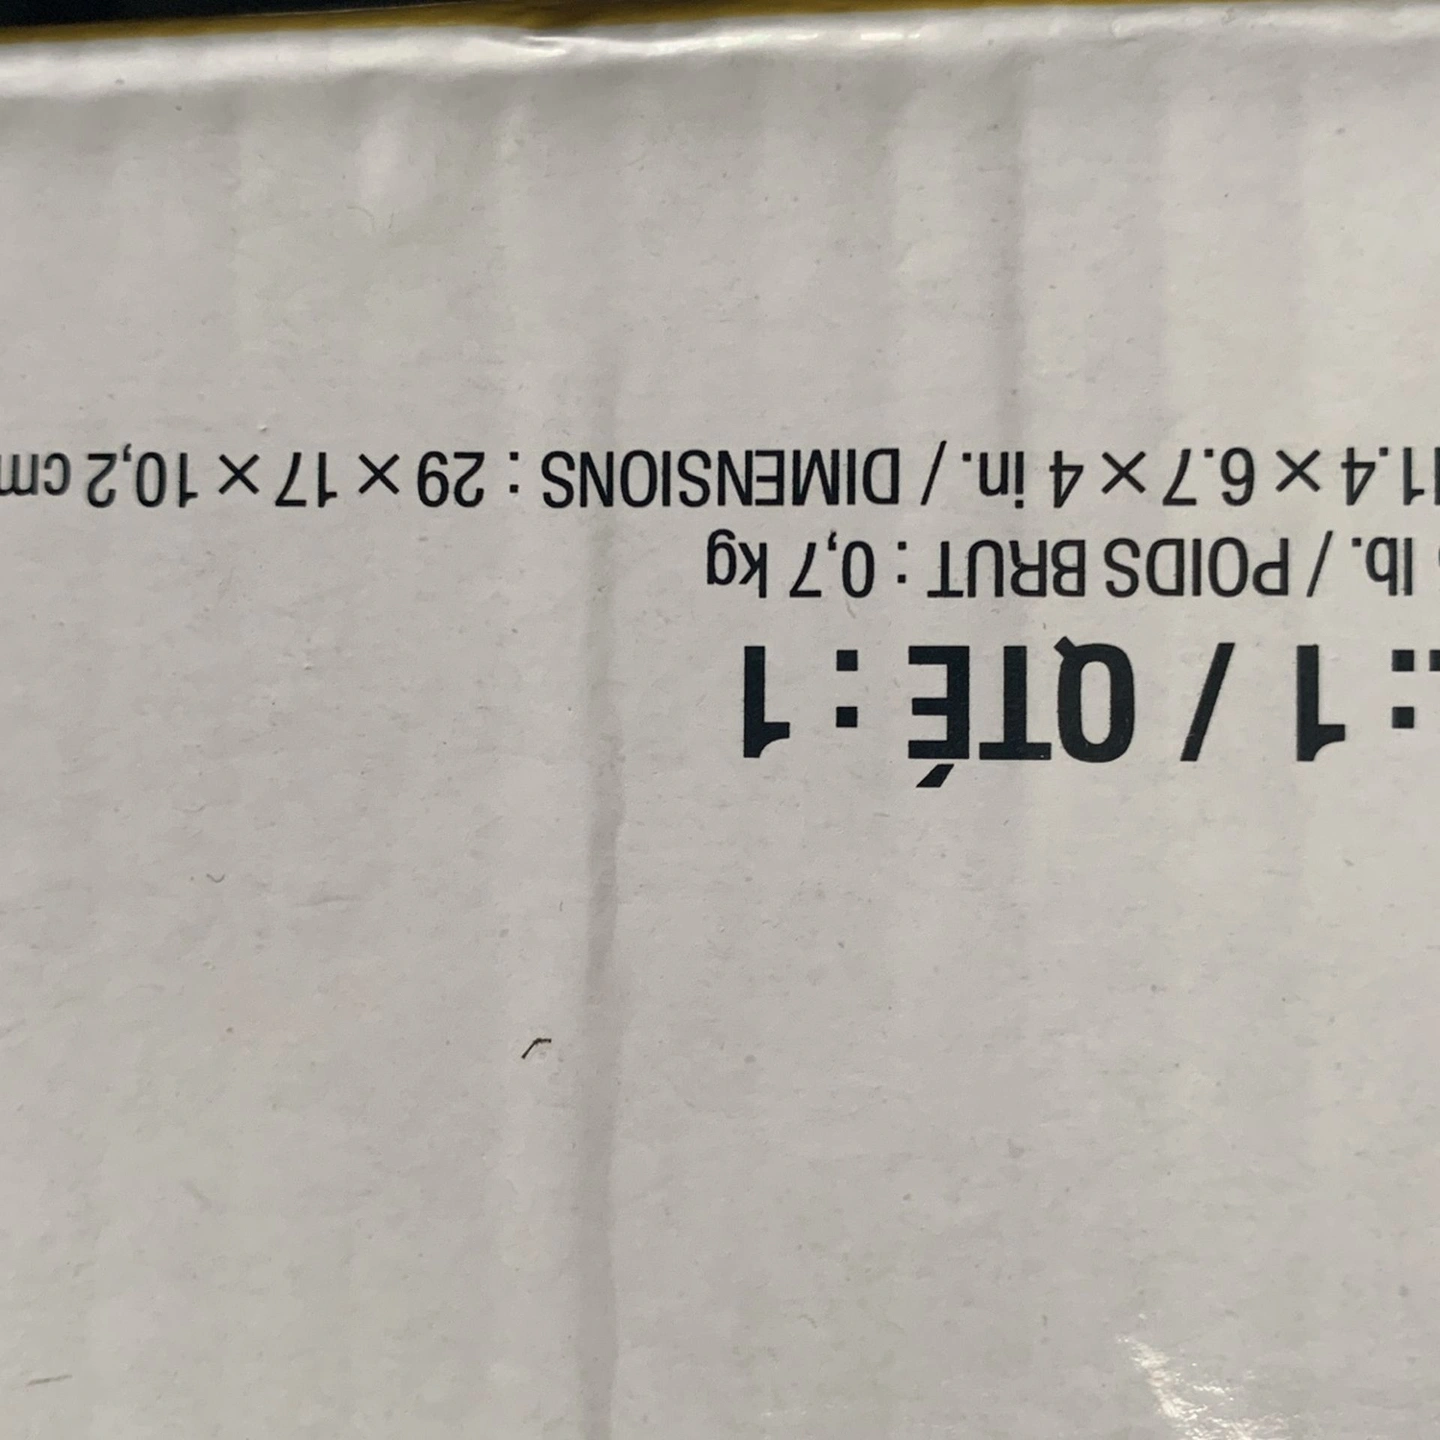 : 1 / QTÉ : 1
lb. / POIDS BRUT : 0,7 kg
11.4 × 6.7 × 4 in. / DIMENSIONS : 29 × 17 × 10,2 cm